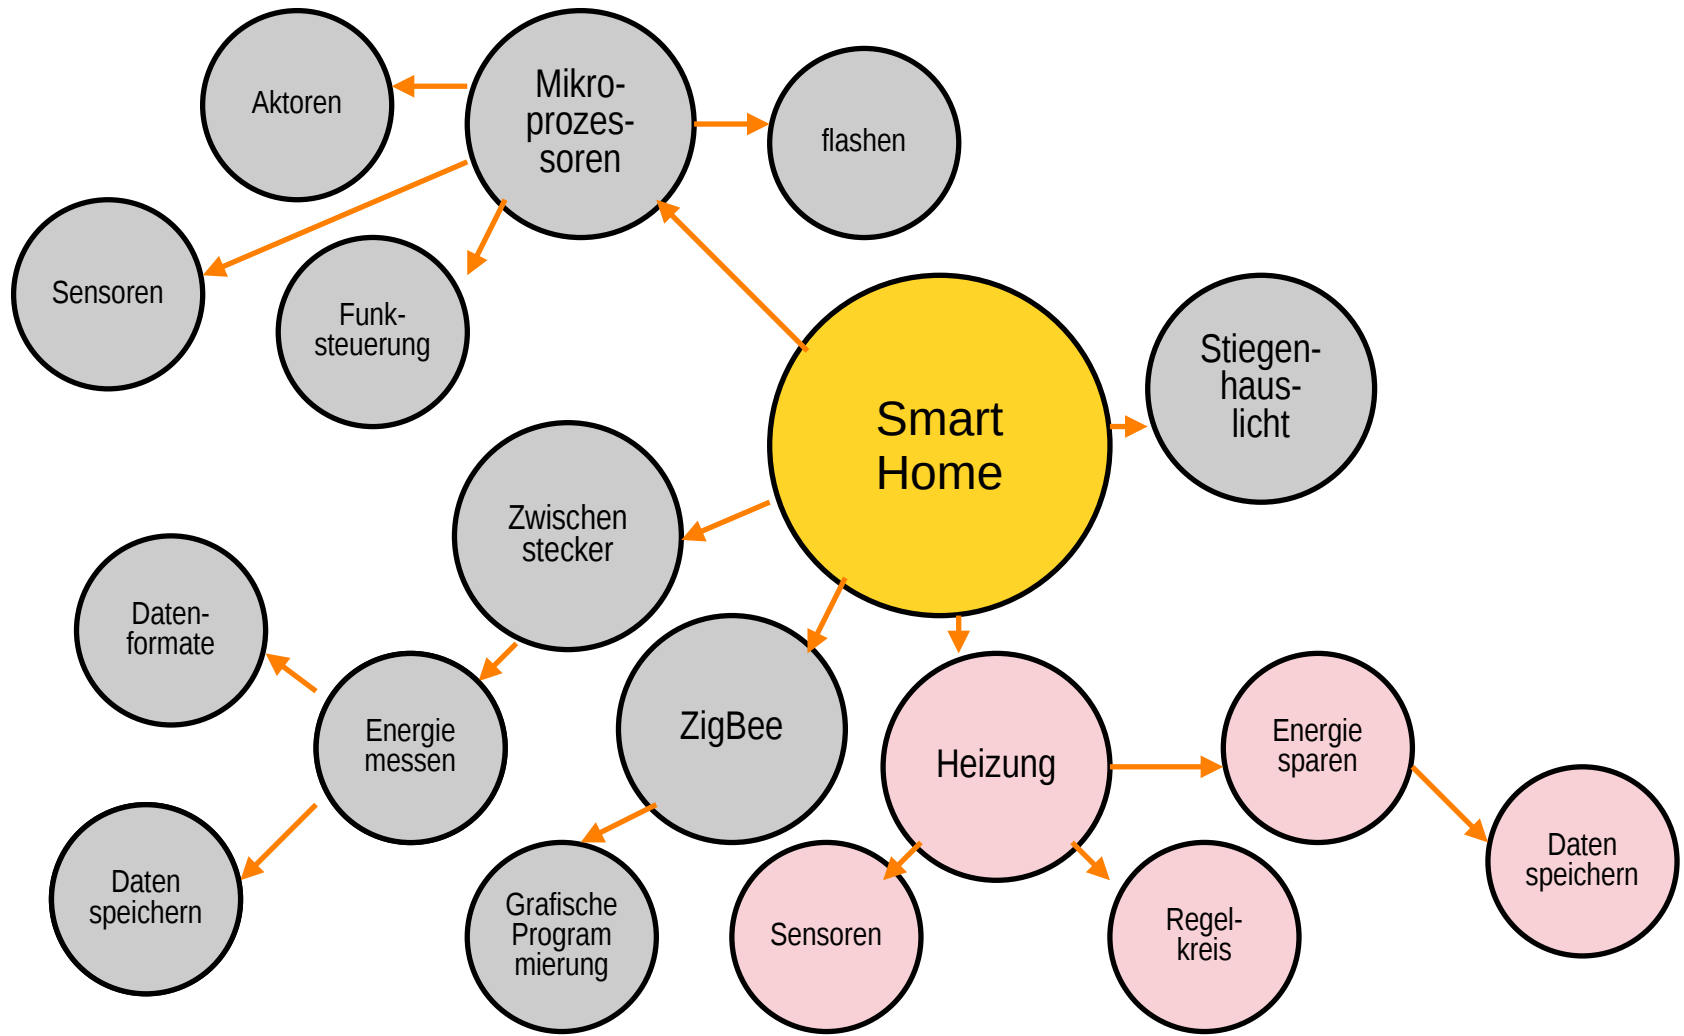 Aktoren
Mikro-
prozes-
soren
flashen
Sensoren
Funk-
steuerung
Smart
Home
Stiegen-
haus-
licht
Zwischen
stecker
Daten-
formate
Energie
messen
ZigBee
Heizung
Energie
sparen
Daten
speichern
Daten
speichern
Grafische
Program
mierung
Sensoren
Regel-
kreis